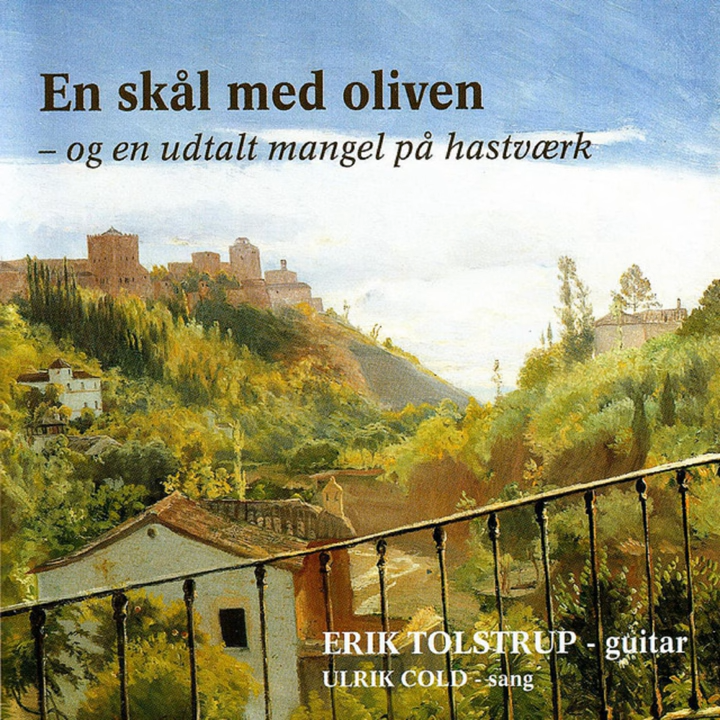 En skål med oliven
– og en udtalt mangel på hastværk
ERIK TOLSTRUP - guitar
ULRIK COLD - sang